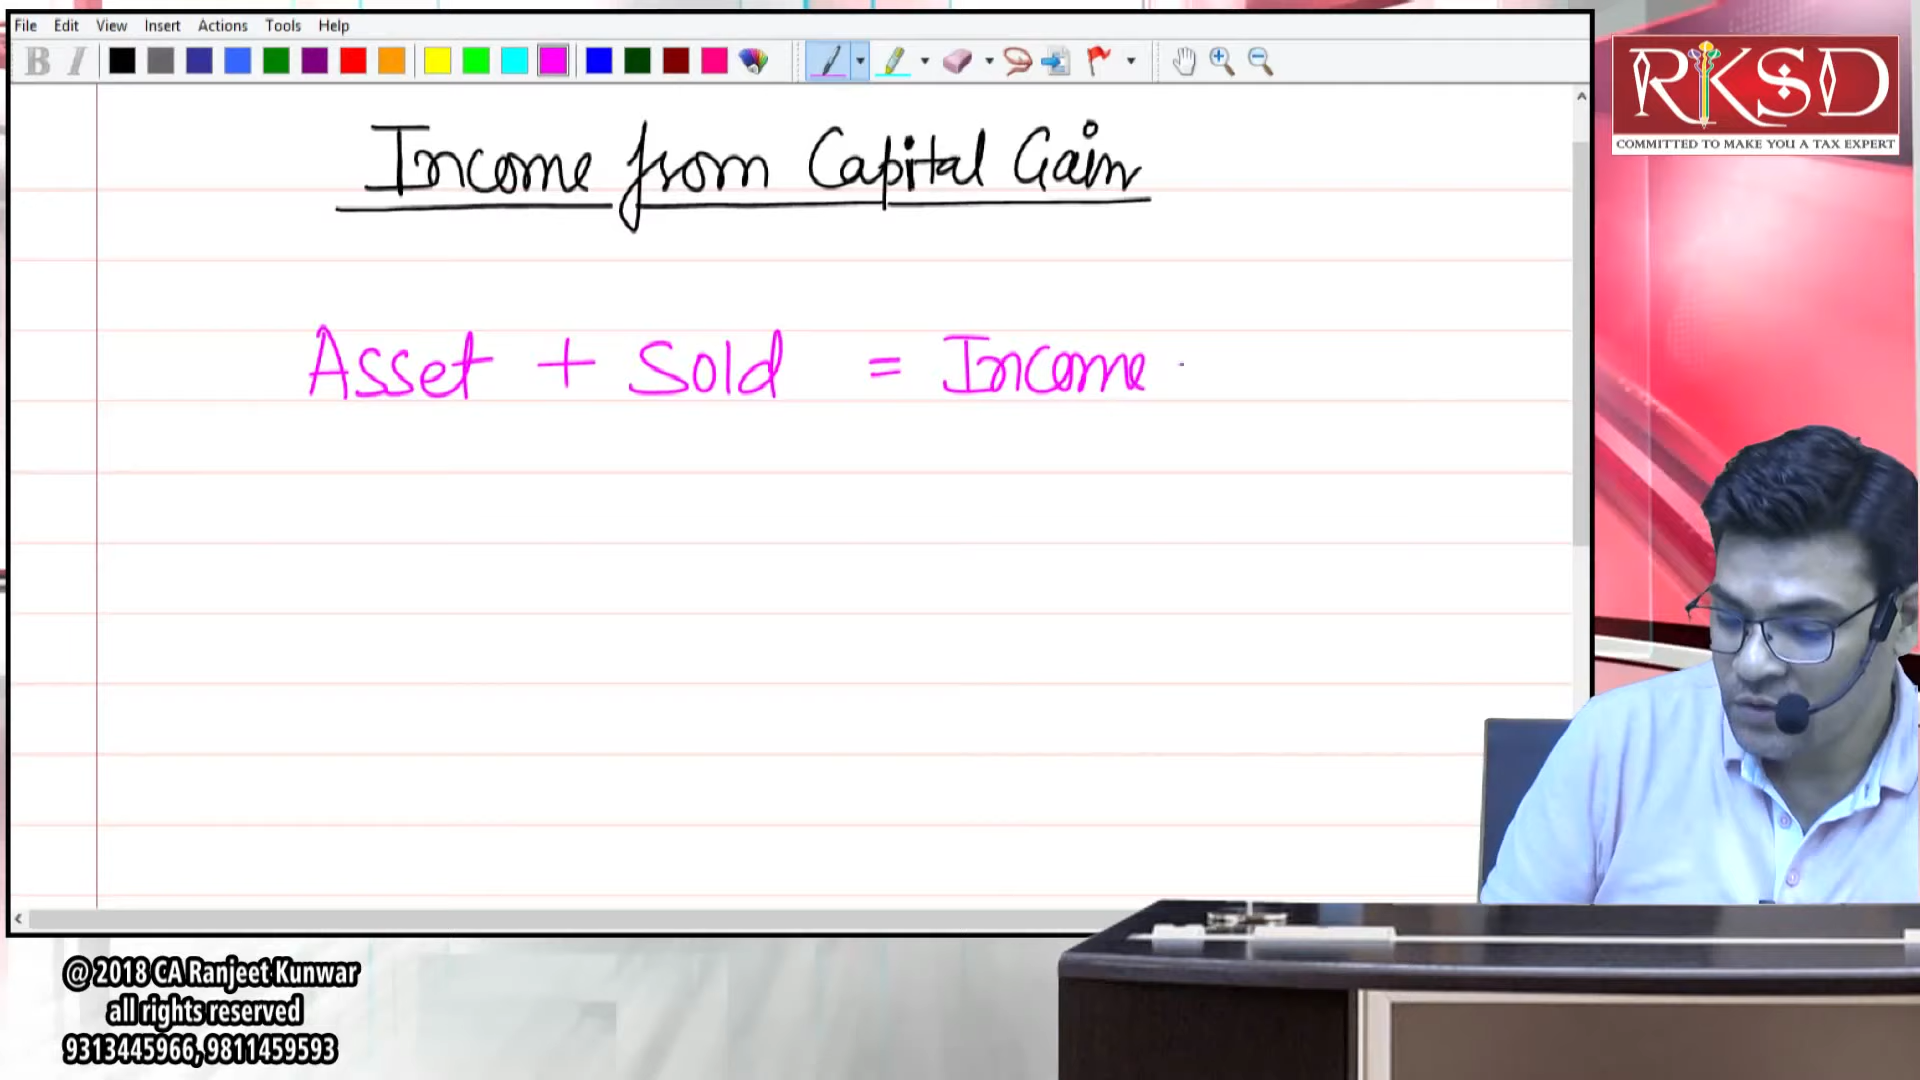 File Edit View Insert Actions Tools Help
B I
RKSD
COMMITTED TO MAKE YOU A TAX EXPERT
Income from Capital Gain
Asset + Sold = Income
@ 2018 CA Ranjeet Kunwar
all rights reserved
9313445966, 9811459593